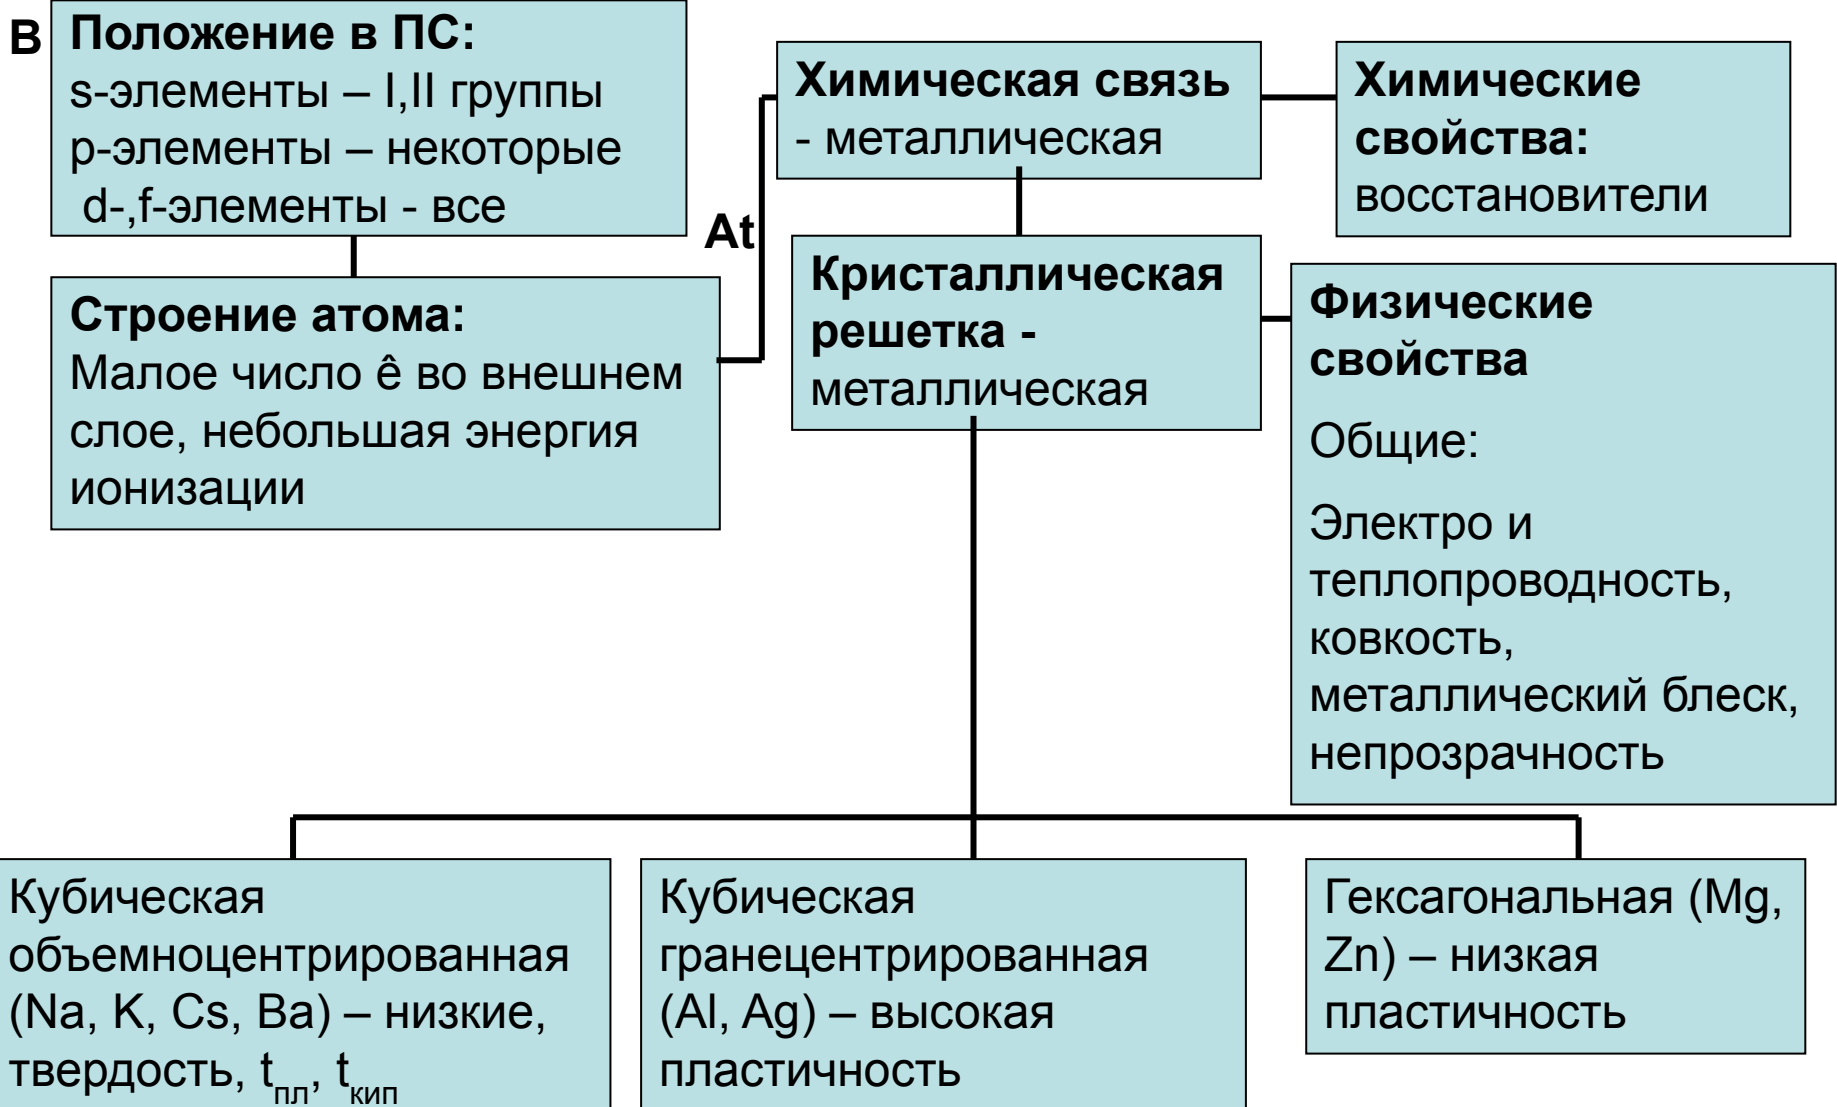 В
Положение в ПС:
s-элементы – I,II группы
р-элементы – некоторые
d-,f-элементы - все
Строение атома:
Малое число ê во внешнем
слое, небольшая энергия
ионизации
At
Химическая связь
- металлическая
Химические
свойства:
восстановители
Кристаллическая
решетка -
металлическая
Физические
свойства
Общие:
Электро и
теплопроводность,
ковкость,
металлический блеск,
непрозрачность
Кубическая
объемноцентрированная
(Na, K, Cs, Ba) – низкие,
твердость, tпл, tкип
Кубическая
гранецентрированная
(Al, Ag) – высокая
пластичность
Гексагональная (Mg,
Zn) – низкая
пластичность